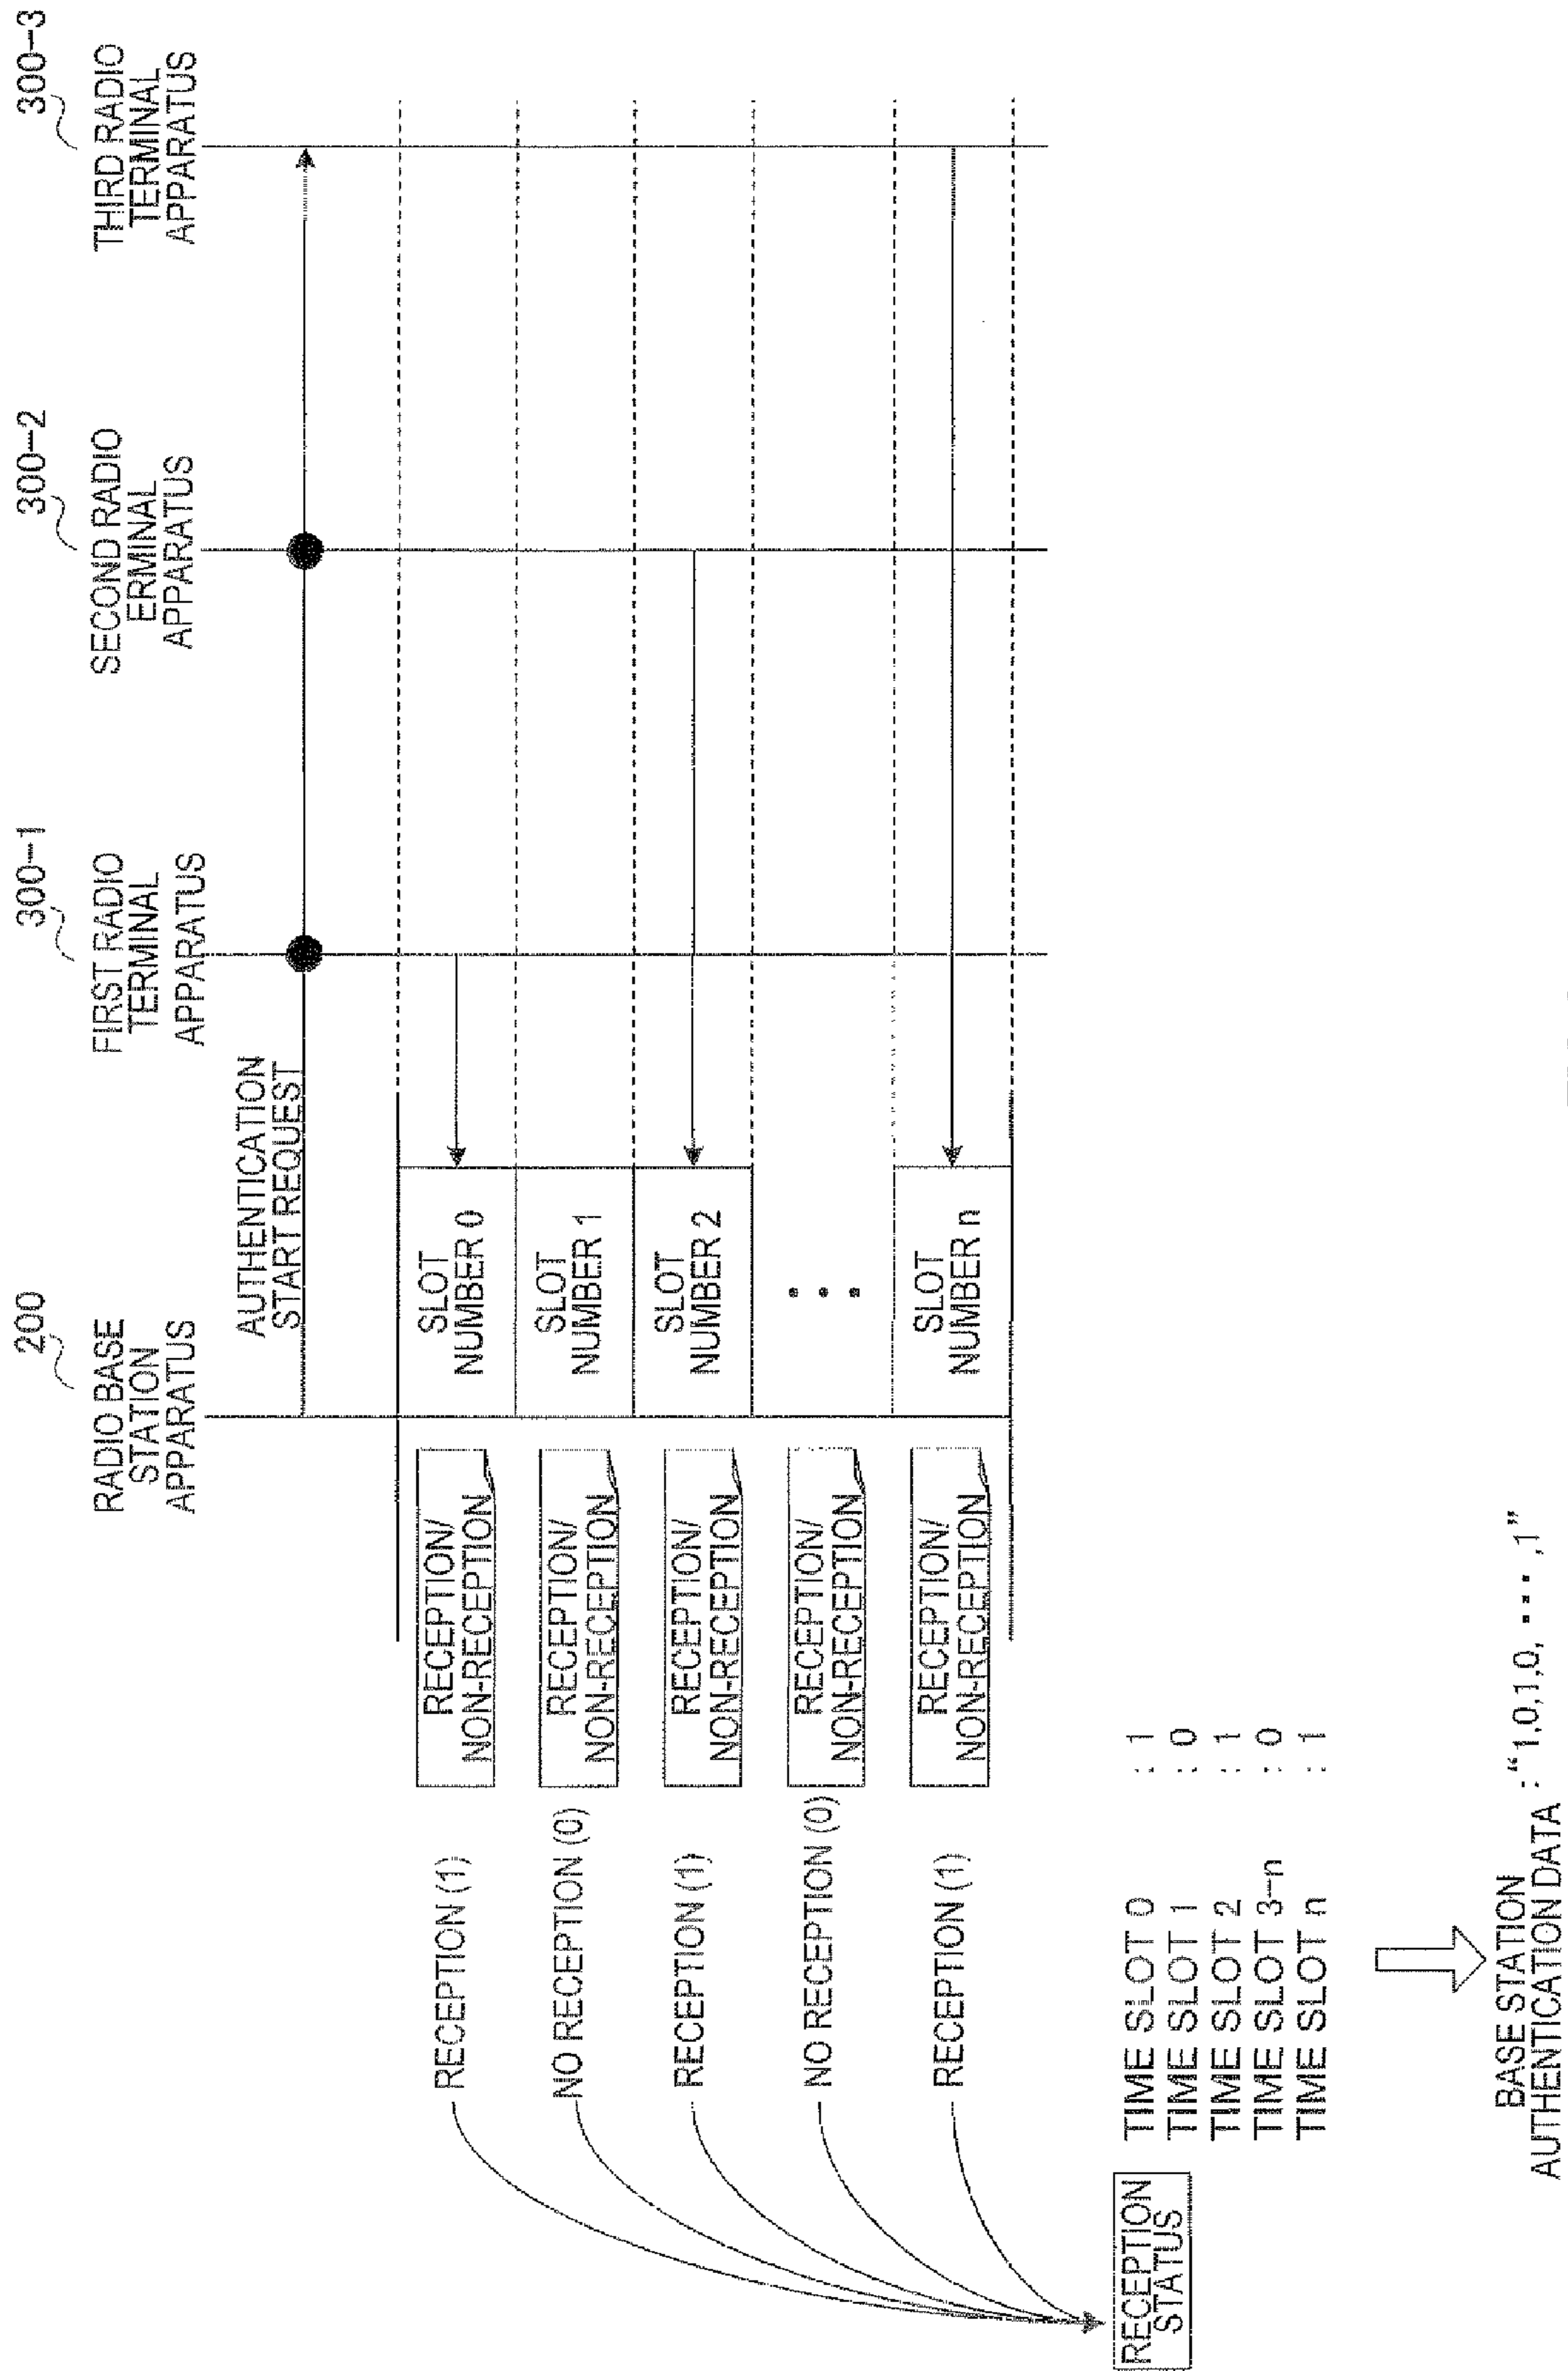 200
RADIO BASE
STATION
APPARATUS
300-1
FIRST RADIO
TERMINAL
APPARATUS
300-2
SECOND RADIO
ERMINAL
APPARATUS
300-3
THIRD RADIO
TERMINAL
APPARATUS
AUTHENTICATION
START REQUEST
RECEPTION (1)
RECEPTION/
NON-RECEPTION
SLOT
NUMBER 0
NO RECEPTION (0)
RECEPTION/
NON-RECEPTION
SLOT
NUMBER 1
RECEPTION (1)
RECEPTION/
NON-RECEPTION
SLOT
NUMBER 2
NO RECEPTION (0)
RECEPTION/
NON-RECEPTION
...
RECEPTION (1)
RECEPTION/
NON-RECEPTION
SLOT
NUMBER n
RECEPTION
STATUS
TIME SLOT 0 : 1
TIME SLOT 1 : 0
TIME SLOT 2 : 1
TIME SLOT 3-n : 0
TIME SLOT n : 1
BASE STATION
AUTHENTICATION DATA : "1,0,1,0, ... ,1"